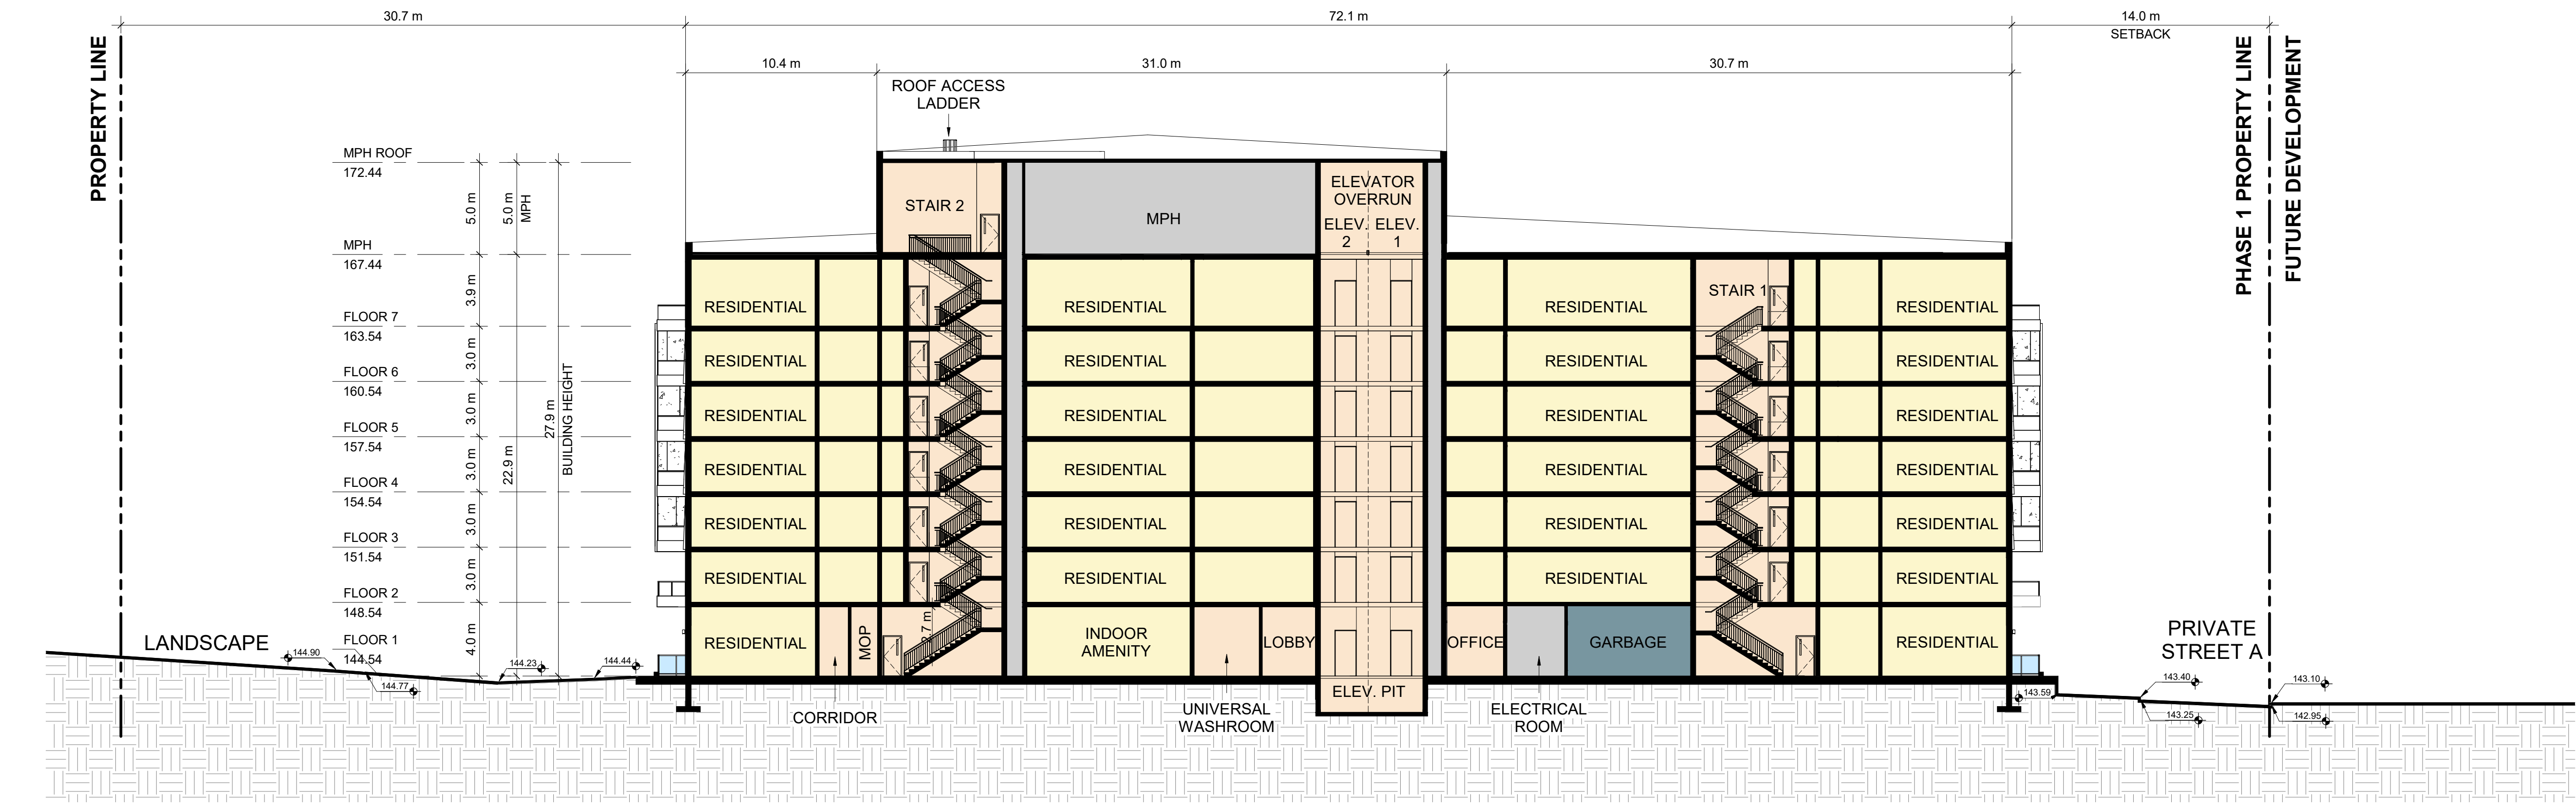 30.7 m
72.1 m
14.0 m
SETBACK
10.4 m
31.0 m
30.7 m
PROPERTY LINE
PHASE 1 PROPERTY LINE
FUTURE DEVELOPMENT
ROOF ACCESS
LADDER
MPH ROOF
172.44
5.0 m
5.0 m
MPH
MPH
167.44
3.9 m
FLOOR 7
163.54
3.0 m
FLOOR 6
160.54
3.0 m
FLOOR 5
157.54
3.0 m
FLOOR 4
154.54
3.0 m
FLOOR 3
151.54
3.0 m
FLOOR 2
148.54
4.0 m
FLOOR 1
144.54
22.9 m
27.9 m
BUILDING HEIGHT
STAIR 2
MPH
ELEVATOR
OVERRUN
ELEV. ELEV.
2 1
STAIR 1
RESIDENTIAL RESIDENTIAL RESIDENTIAL RESIDENTIAL
RESIDENTIAL RESIDENTIAL RESIDENTIAL RESIDENTIAL
RESIDENTIAL RESIDENTIAL RESIDENTIAL RESIDENTIAL
RESIDENTIAL RESIDENTIAL RESIDENTIAL RESIDENTIAL
RESIDENTIAL RESIDENTIAL RESIDENTIAL RESIDENTIAL
RESIDENTIAL RESIDENTIAL RESIDENTIAL RESIDENTIAL
RESIDENTIAL
MOP
INDOOR
AMENITY
LOBBY
OFFICE
GARBAGE
RESIDENTIAL
ELEV. PIT
CORRIDOR
UNIVERSAL
WASHROOM
ELECTRICAL
ROOM
LANDSCAPE
144.90
144.77
144.23
144.44
PRIVATE
STREET A
143.59
143.40
143.25
143.10
142.95